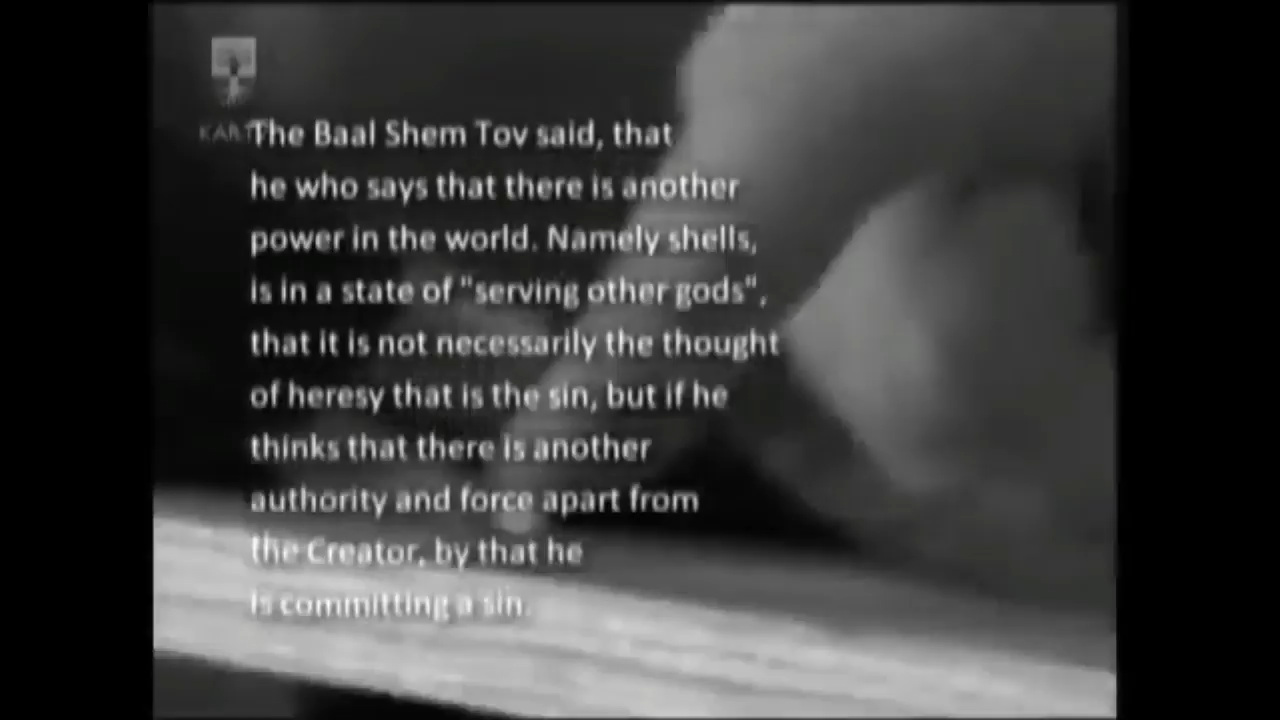 The Baal Shem Tov said, that
he who says that there is another
power in the world. Namely shells,
is in a state of "serving other gods",
that it is not necessarily the thought
of heresy that is the sin, but if he
thinks that there is another
authority and force apart from
the Creator, by that he
is committing a sin.